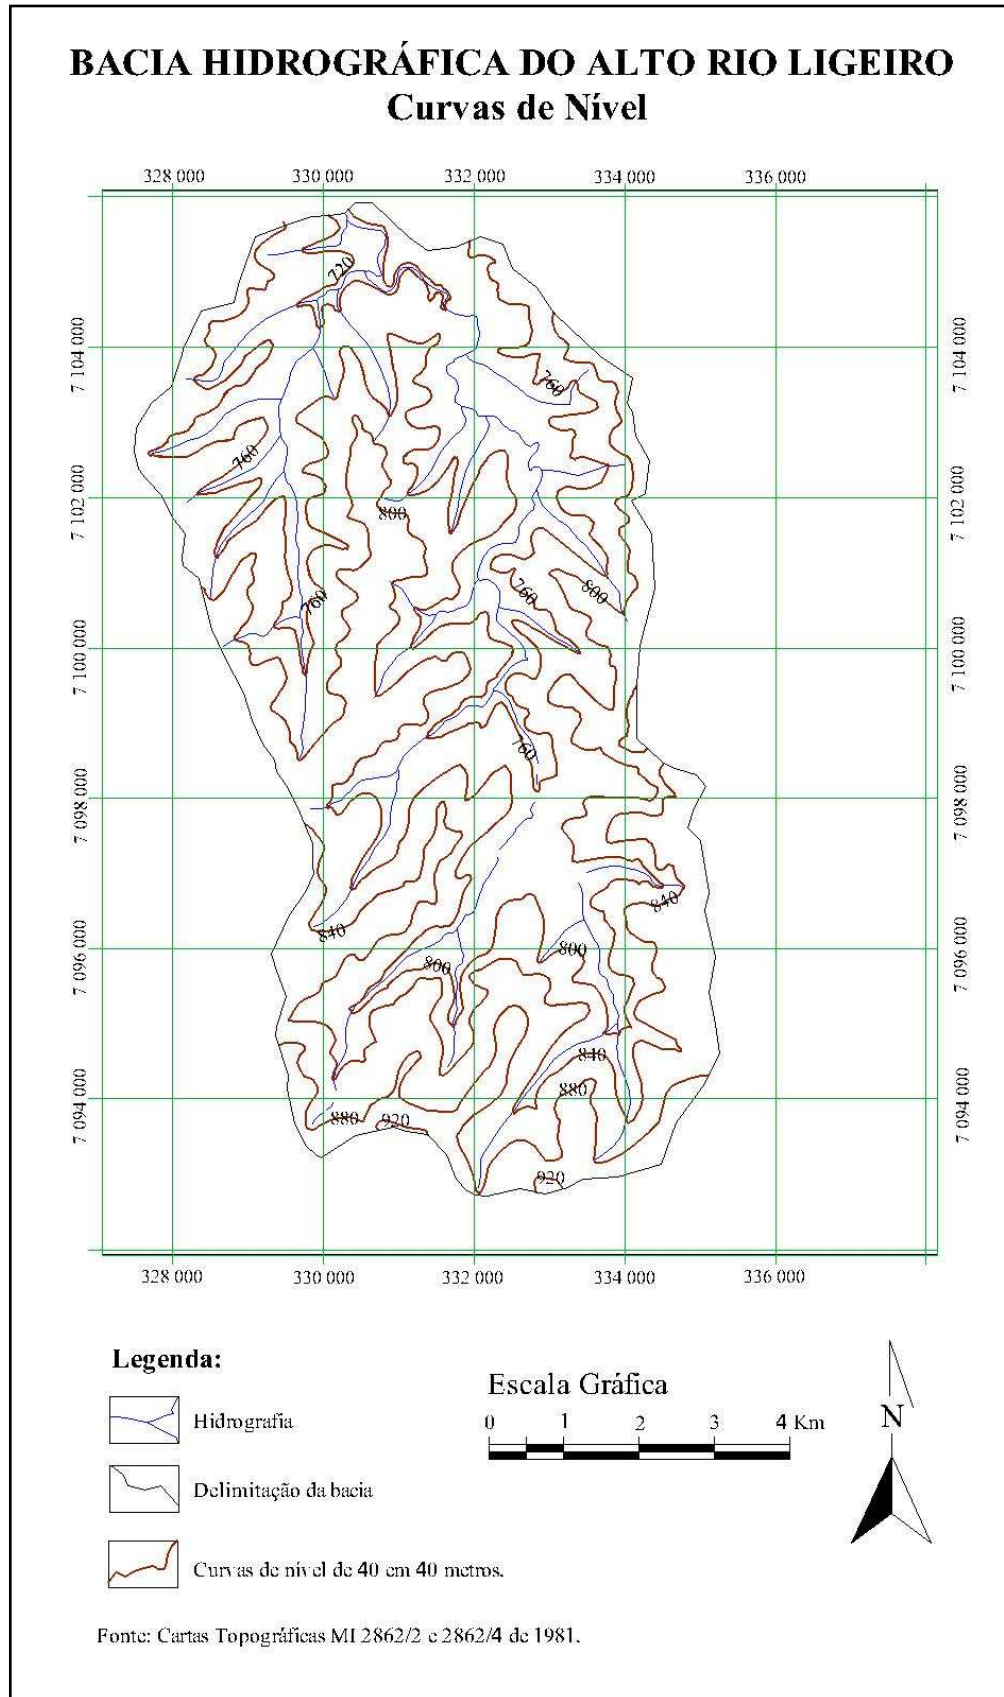 BACIA HIDROGRÁFICA DO ALTO RIO LIGEIRO
Curvas de Nível
328 000 330 000 332 000 334 000 336 000
720
7 104 000
7 104 000
760
760
7 102 000
7 102 000
800
760
760
800
7 100 000
7 100 000
760
7 098 000
7 098 000
840
840
7 096 000
7 096 000
800
800
840
880
7 094 000
7 094 000
880
920
920
328 000 330 000 332 000 334 000 336 000
Legenda:
Hidrografia
Delimitação da bacia
Curvas de nível de 40 em 40 metros.
Escala Gráfica
0 1 2 3 4 Km
N
Fonte: Cartas Topográficas MI 2862/2 e 2862/4 de 1981.